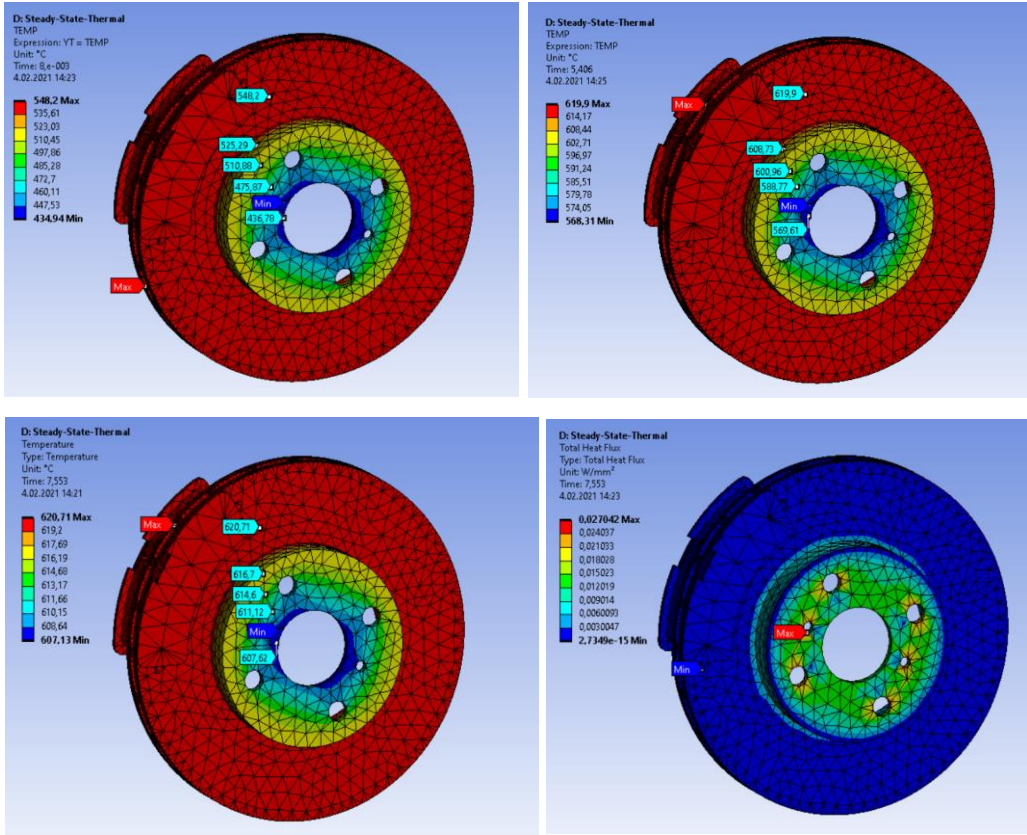 D: Steady-State-Thermal
TEMP
Expression: YT = TEMP
Unit: °C
Time: 8,e-003
4.02.2021 14:23
548,2 Max
535,61
523,03
510,45
497,86
485,28
472,7
460,11
447,53
434,94 Min
548,2
525,29
510,88
475,87
Min
436,78
Max
D: Steady-State-Thermal
TEMP
Expression: TEMP
Unit: °C
Time: 5,406
4.02.2021 14:25
619,9 Max
614,17
608,44
602,71
596,97
591,24
585,51
579,78
574,05
568,31 Min
Max
619,9
608,73
600,96
588,77
Min
569,61
D: Steady-State-Thermal
Temperature
Type: Temperature
Unit: °C
Time: 7,553
4.02.2021 14:21
620,71 Max
619,2
617,69
616,19
614,68
613,17
611,66
610,15
608,64
607,13 Min
Max
620,71
616,7
614,6
611,12
Min
607,62
D: Steady-State-Thermal
Total Heat Flux
Type: Total Heat Flux
Unit: W/mm²
Time: 7,553
4.02.2021 14:23
0,027042 Max
0,024037
0,021033
0,018028
0,015023
0,012019
0,009014
0,0060093
0,0030047
2,7349e-15 Min
Max
Min